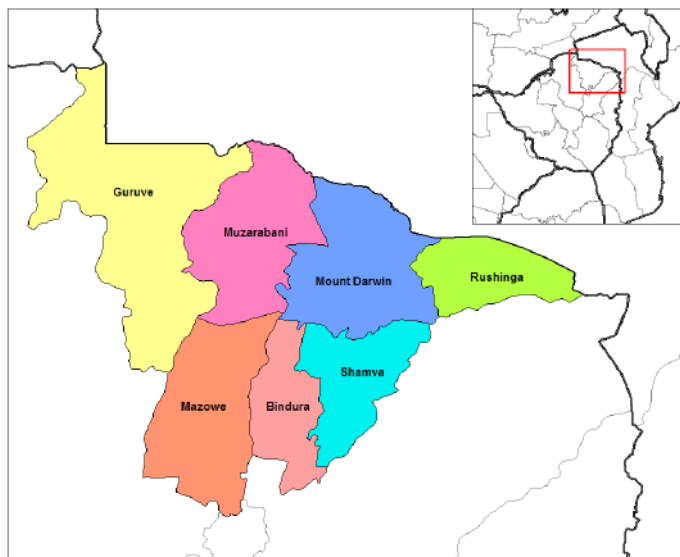 Guruve
Muzarabani
Mount Darwin
Rushinga
Shamva
Mazowe
Bindura